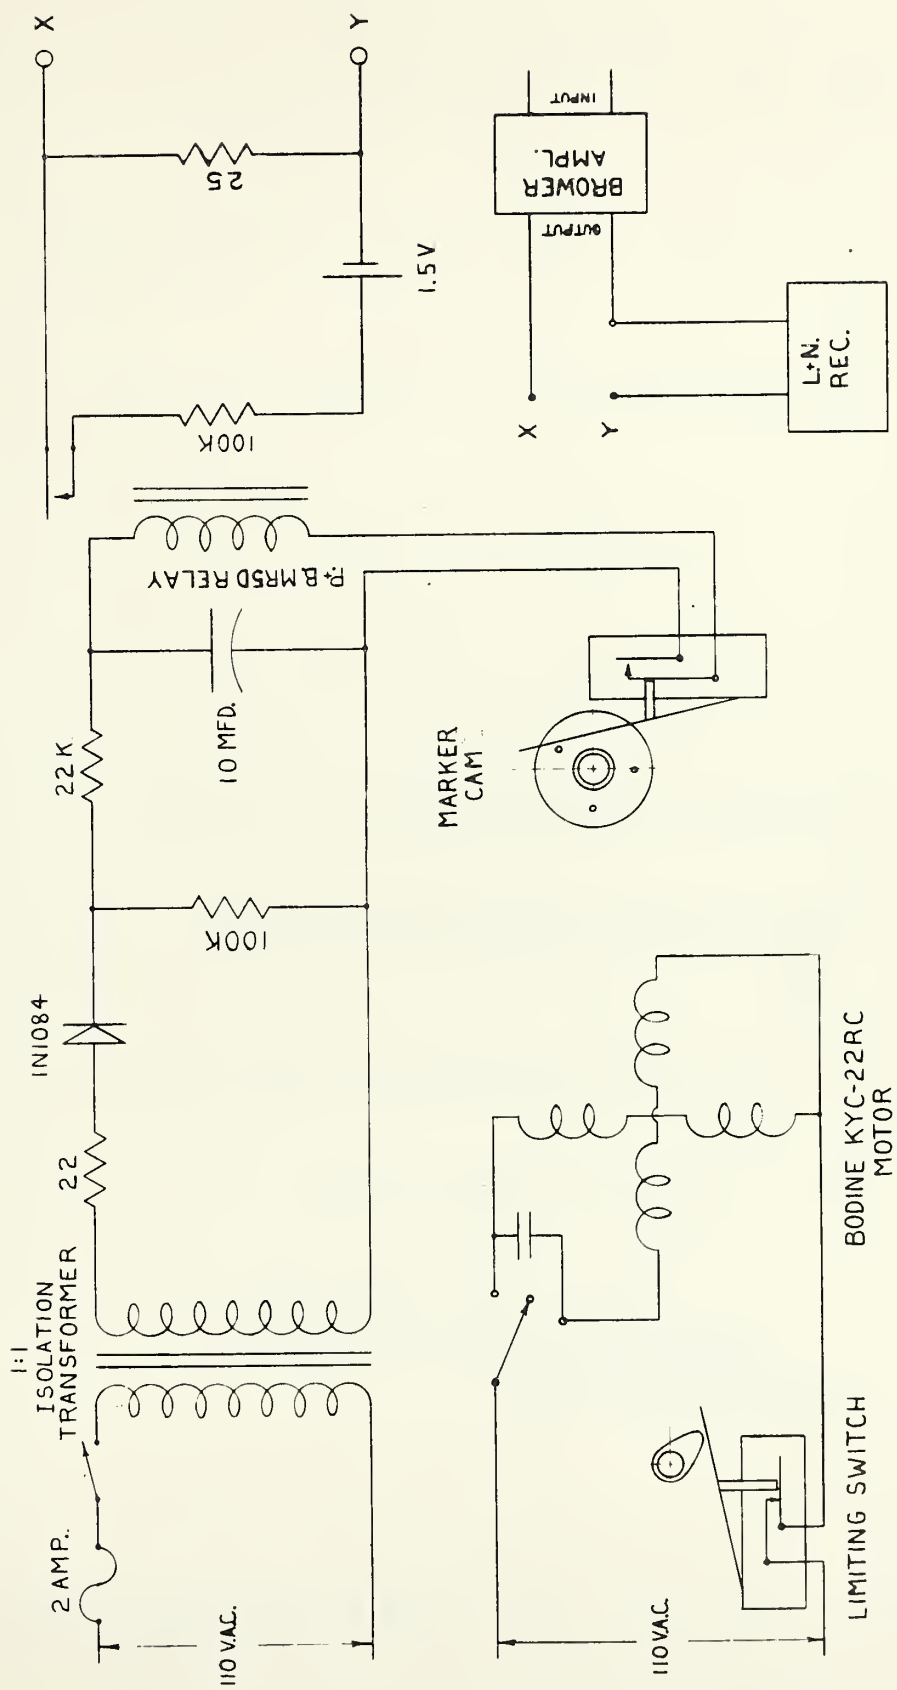 1:1
ISOLATION
TRANSFORMER
2 AMP.
110 V.A.C.
22
1N1084
100K
22K
10 MFD.
P.+B. MR5D RELAY
100K
25
1.5V
X
Y
110 V.A.C.
LIMITING SWITCH
BODINE KYC-22RC
MOTOR
MARKER
CAM
X
Y
OUTPUT
BROWER
AMPL.
INPUT
L+N.
REC.